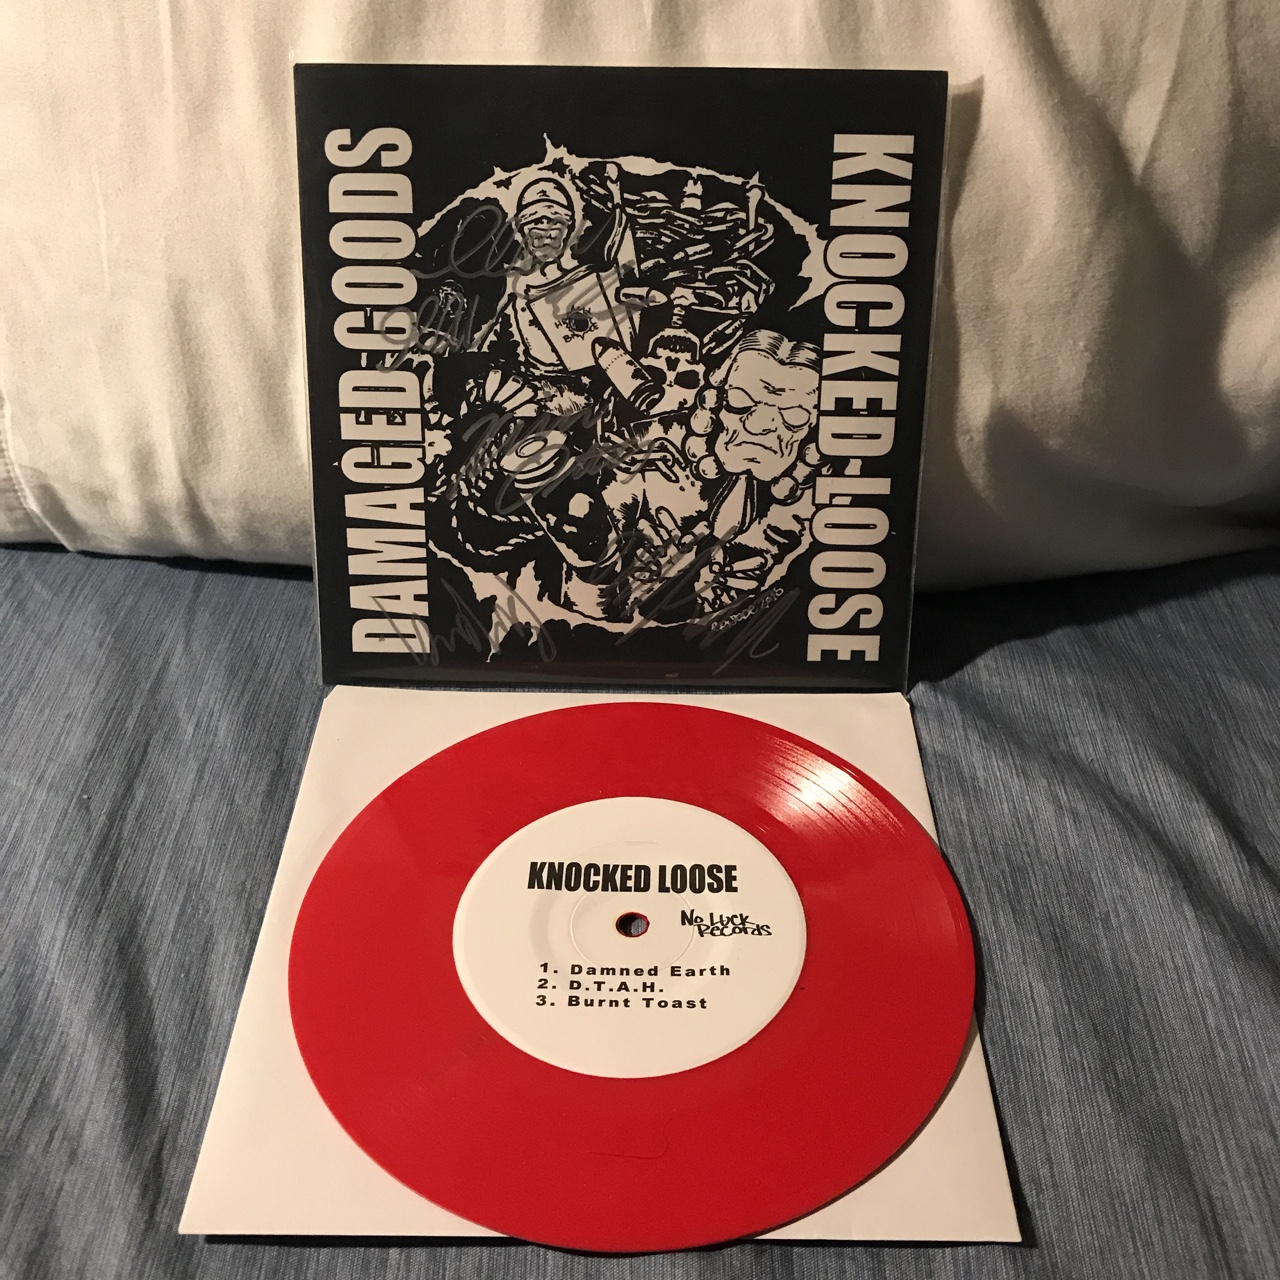 DAMAGED GOODS
KNOCKED LOOSE
KNOCKED LOOSE
No Luck
Records
1. Damned Earth
2. D.T.A.H.
3. Burnt Toast